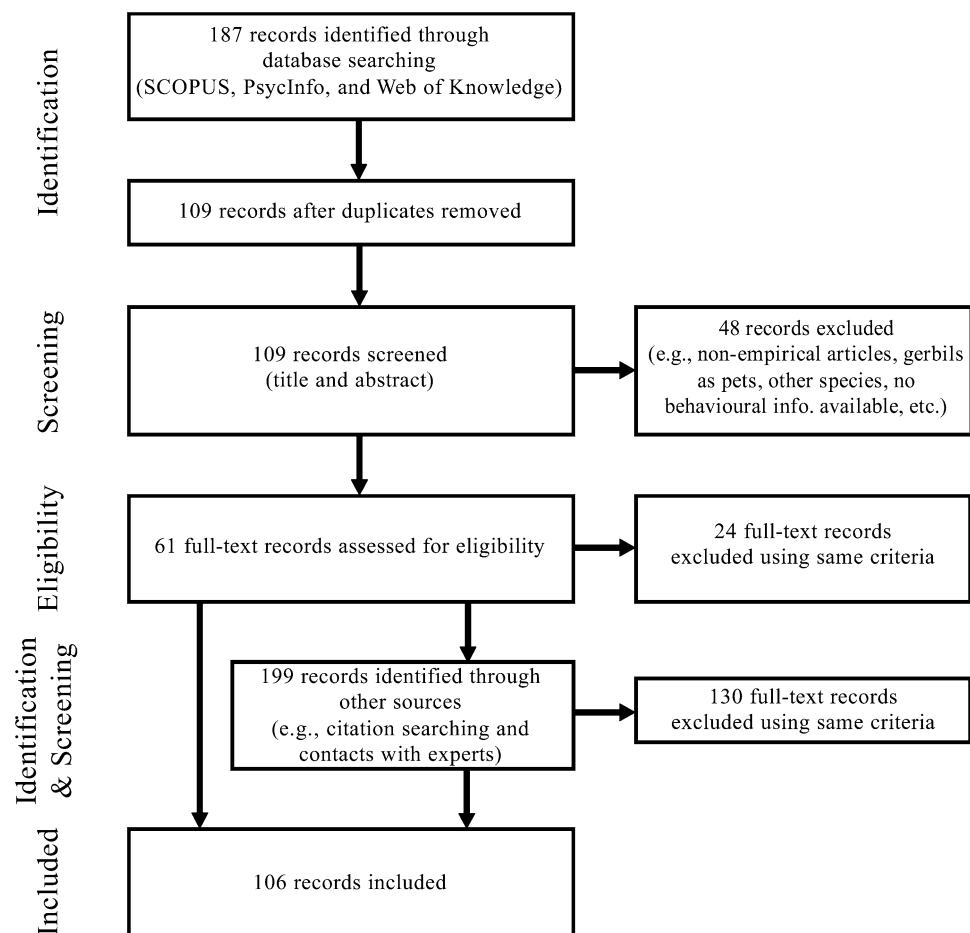 Identification
187 records identified through
database searching
(SCOPUS, PsycInfo, and Web of Knowledge)
109 records after duplicates removed
Screening
109 records screened
(title and abstract)
48 records excluded
(e.g., non-empirical articles, gerbils
as pets, other species, no
behavioural info. available, etc.)
Eligibility
61 full-text records assessed for eligibility
24 full-text records
excluded using same criteria
Identification
& Screening
199 records identified through
other sources
(e.g., citation searching and
contacts with experts)
130 full-text records
excluded using same criteria
Included
106 records included